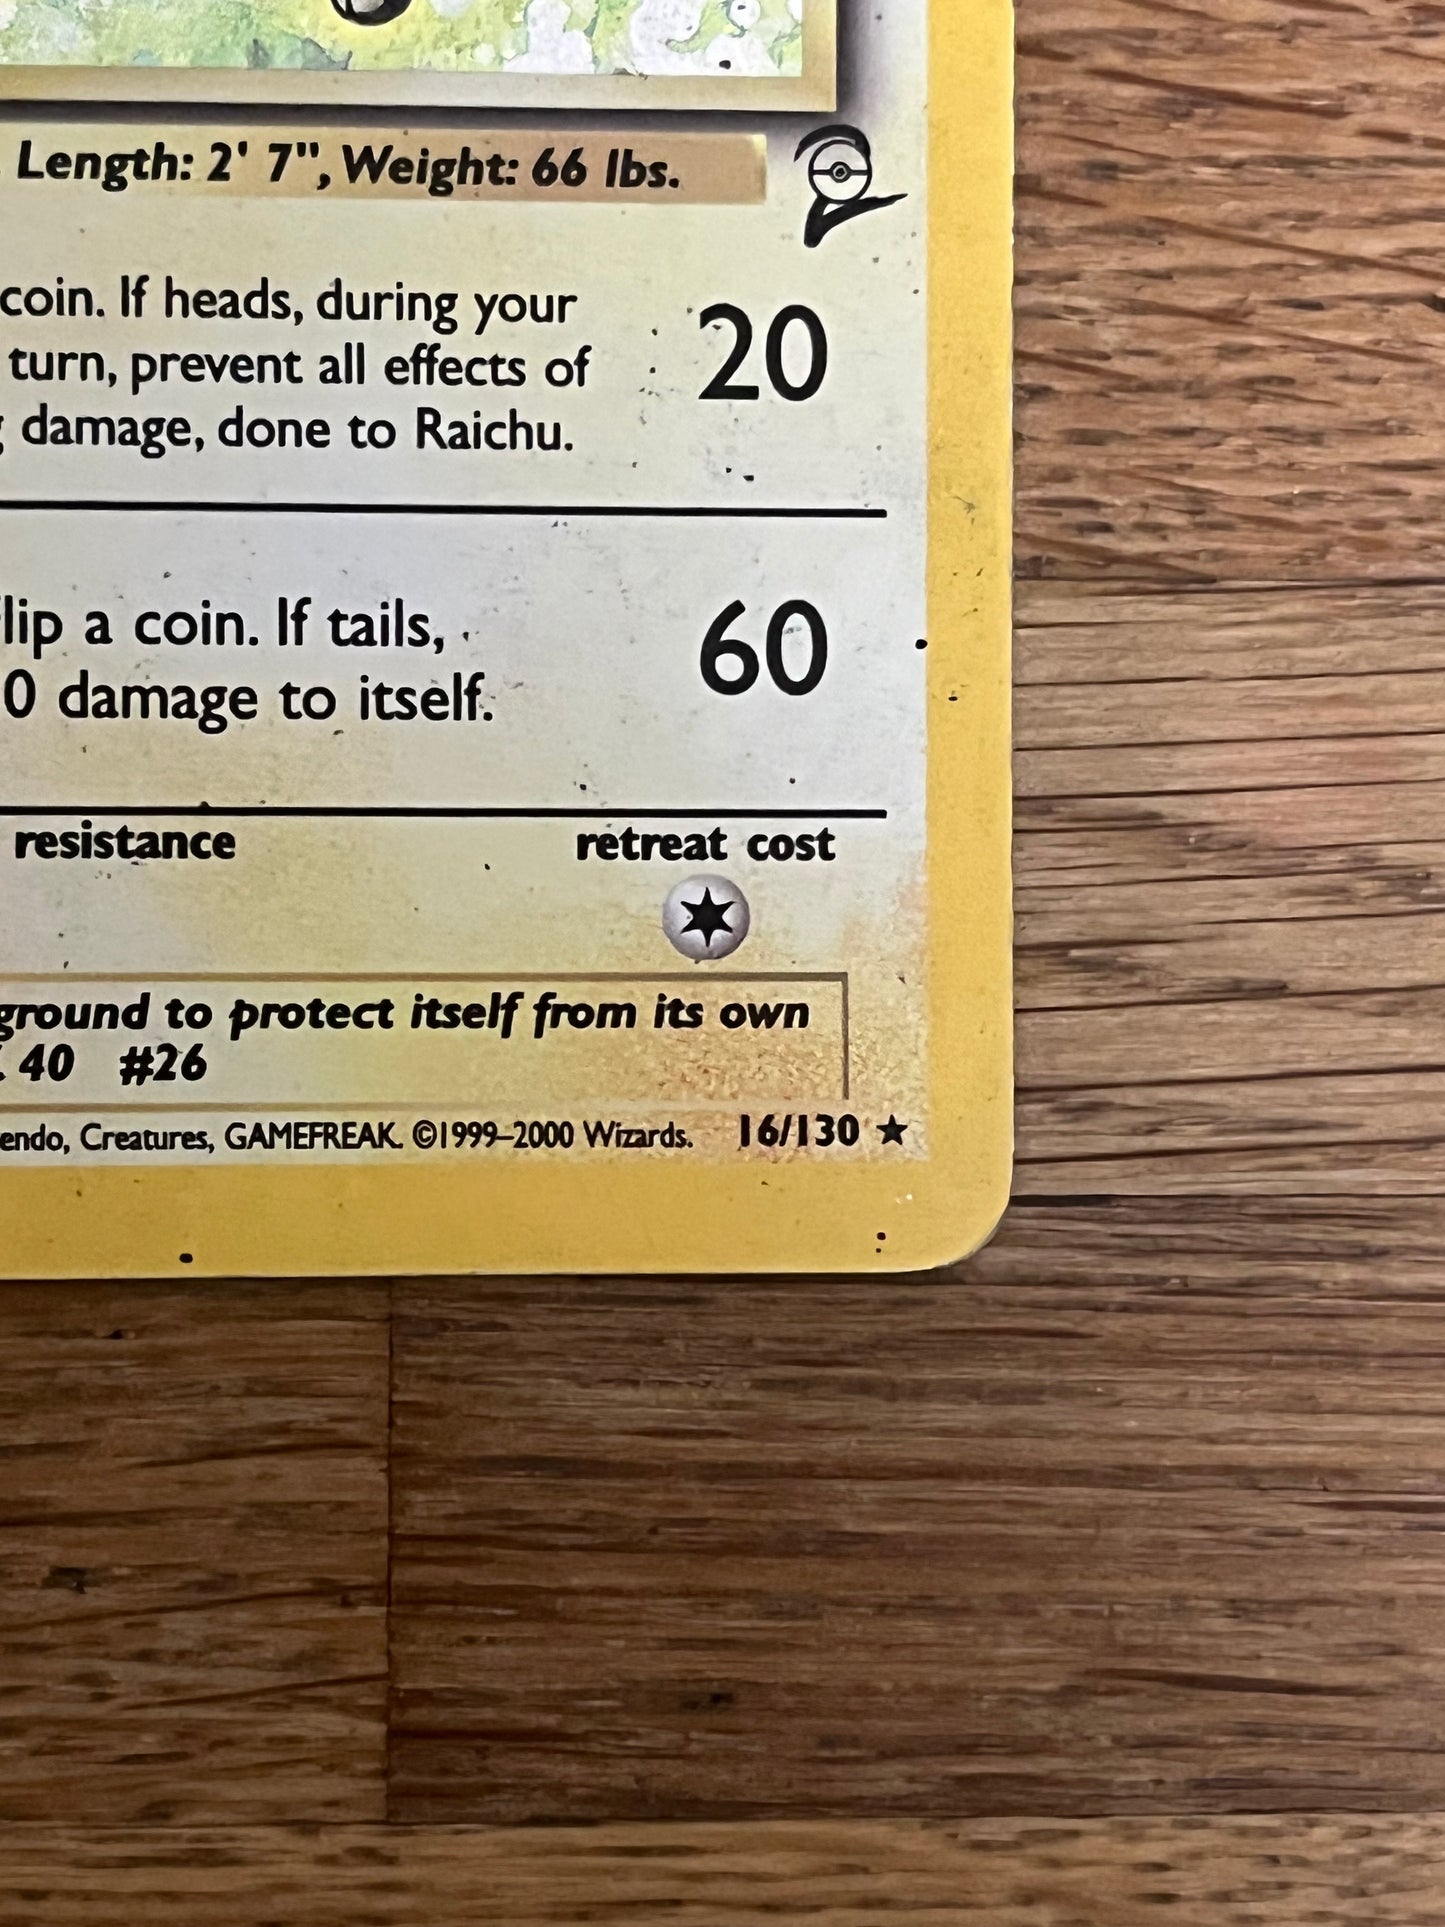 Length: 2' 7", Weight: 66 lbs.
coin. If heads, during your
turn, prevent all effects of
damage, done to Raichu.
20
lip a coin. If tails,
0 damage to itself.
60
resistance
retreat cost
ground to protect itself from its own
. 40 #26
endo, Creatures, GAMEFREAK. ©1999–2000 Wizards. 16/130 ★